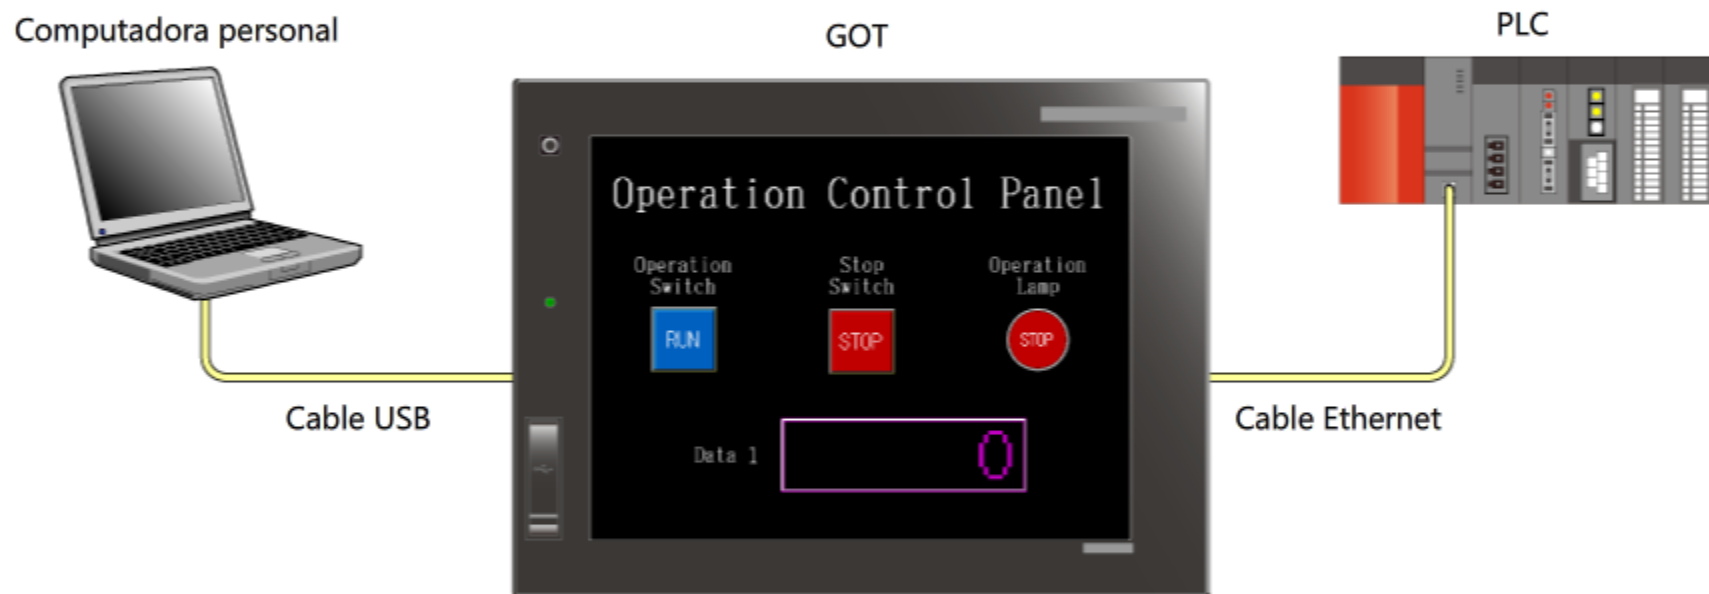 Computadora personal
GOT
PLC
Operation Control Panel
Operation
Switch
Stop
Switch
Operation
Lamp
RUN
STOP
STOP
Cable USB
Cable Ethernet
Data 1
0